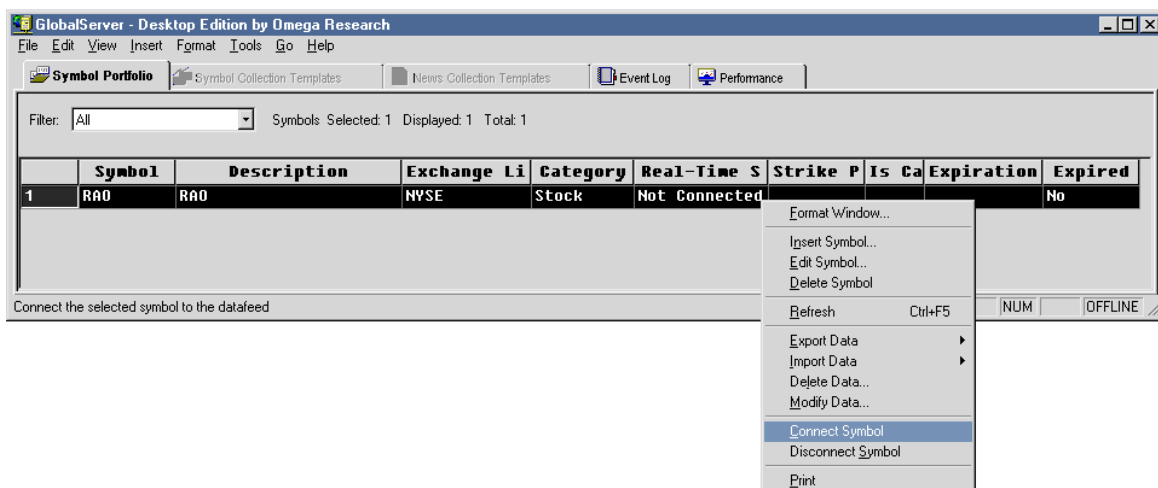 GlobalServer - Desktop Edition by Omega Research
File Edit View Insert Format Tools Go Help
Symbol Portfolio Symbol Collection Templates News Collection Templates Event Log Performance
Filter: All Symbols Selected: 1 Displayed: 1 Total: 1
Symbol Description Exchange Li Category Real-Time S Strike P Is Ca Expiration Expired
1 RAO RAO NYSE Stock Not Connected No
Format Window...
Insert Symbol...
Edit Symbol...
Delete Symbol
Connect the selected symbol to the datafeed NUM OFFLINE
Refresh Ctrl+F5
Export Data
Import Data
Delete Data...
Modify Data...
Connect Symbol
Disconnect Symbol
Print